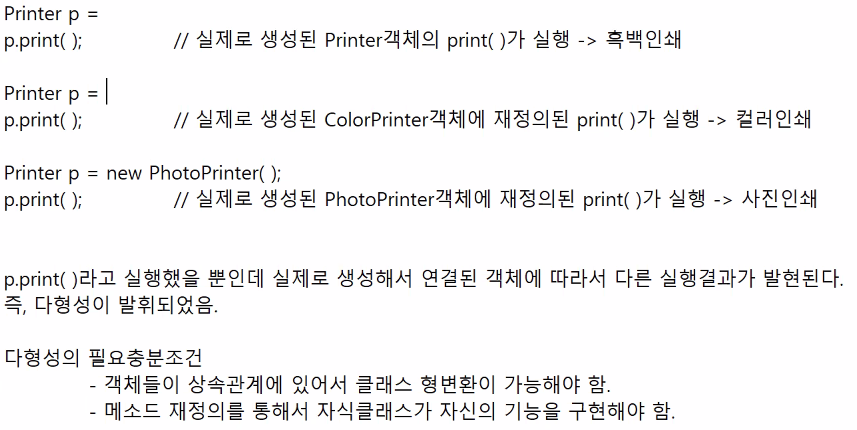 Printer p =
p.print( ); // 실제로 생성된 Printer객체의 print( )가 실행 -> 흑백인쇄
Printer p =
p.print( ); // 실제로 생성된 ColorPrinter객체에 재정의된 print( )가 실행 -> 컬러인쇄
Printer p = new PhotoPrinter( );
p.print( ); // 실제로 생성된 PhotoPrinter객체에 재정의된 print( )가 실행 -> 사진인쇄
p.print( )라고 실행했을 뿐인데 실제로 생성해서 연결된 객체에 따라서 다른 실행결과가 발현된다.
즉, 다형성이 발휘되었음.
다형성의 필요충분조건
- 객체들이 상속관계에 있어서 클래스 형변환이 가능해야 함.
- 메소드 재정의를 통해서 자식클래스가 자신의 기능을 구현해야 함.